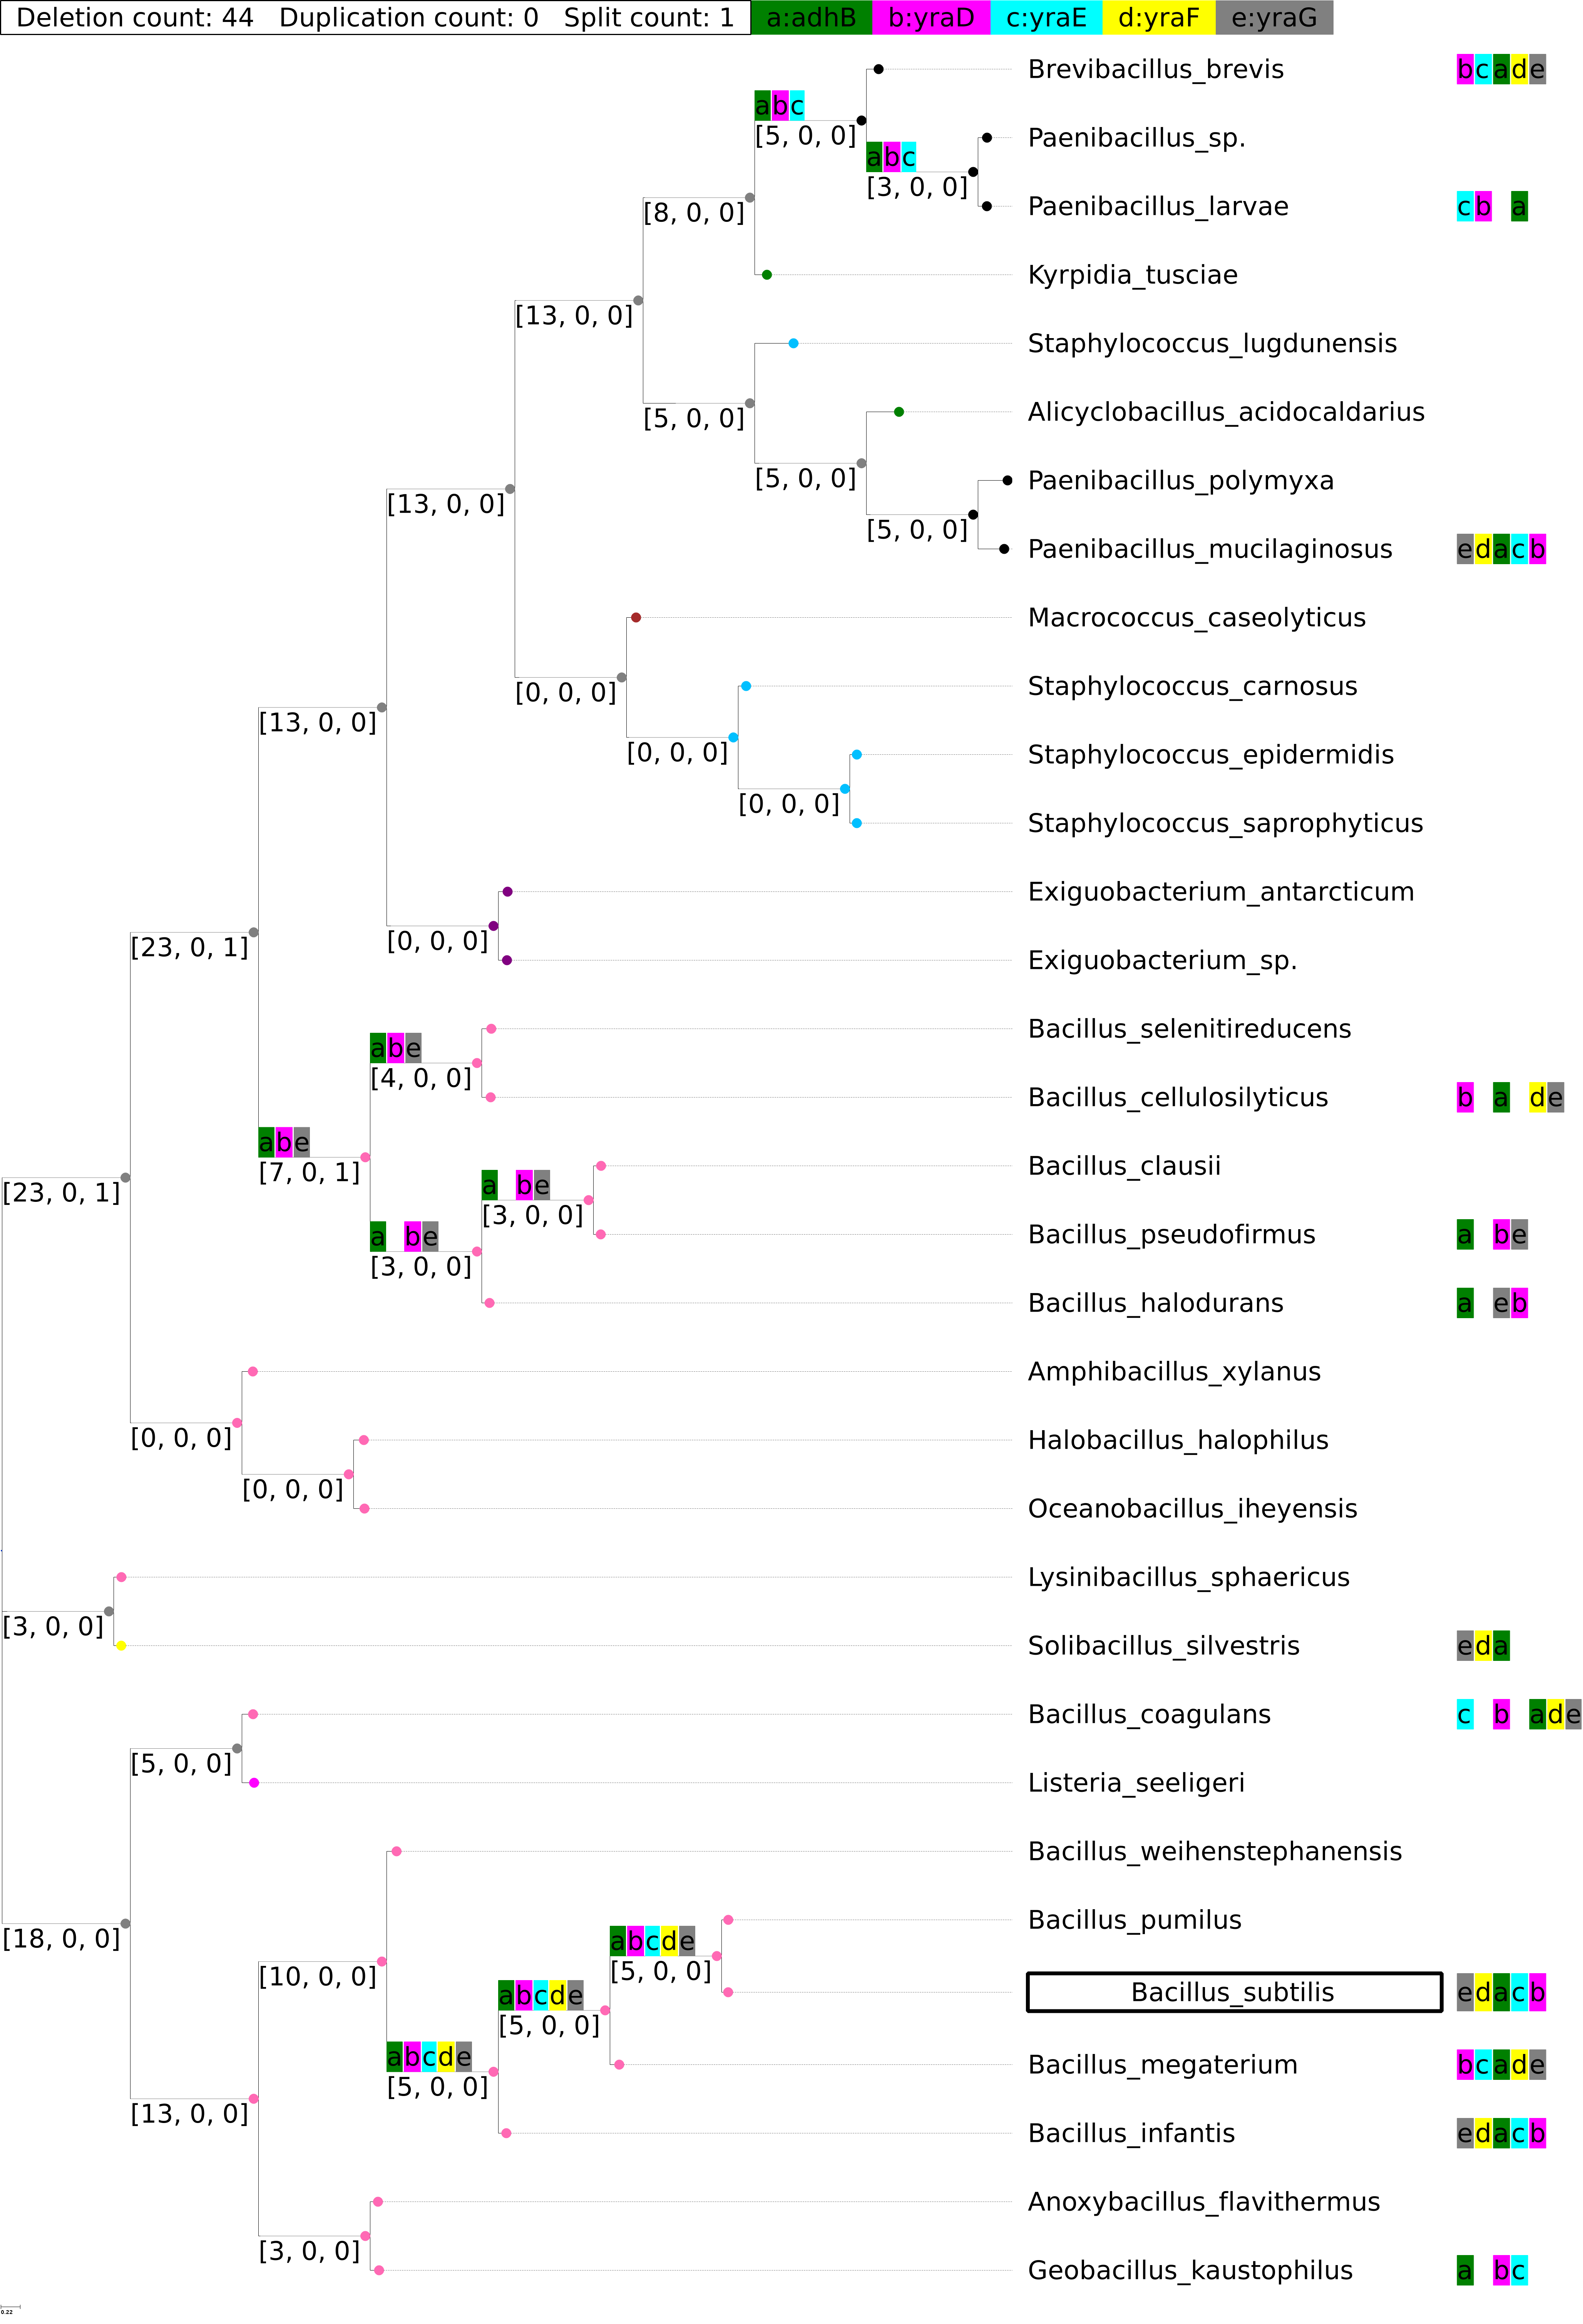 Deletion count: 44 Duplication count: 0 Split count: 1 a:adhB b:yraD c:yraE d:yraF e:yraG
Brevibacillus_brevis bcade
abc
[5, 0, 0]
Paenibacillus_sp.
abc
[3, 0, 0]
Paenibacillus_larvae cb a
[8, 0, 0]
Kyrpidia_tusciae
[13, 0, 0]
Staphylococcus_lugdunensis
Alicyclobacillus_acidocaldarius
[5, 0, 0]
[5, 0, 0]
Paenibacillus_polymyxa
[13, 0, 0]
[5, 0, 0]
Paenibacillus_mucilaginosus edacb
Macrococcus_caseolyticus
[0, 0, 0]
Staphylococcus_carnosus
[13, 0, 0]
[0, 0, 0]
Staphylococcus_epidermidis
[0, 0, 0]
Staphylococcus_saprophyticus
Exiguobacterium_antarcticum
[0, 0, 0]
[23, 0, 1]
Exiguobacterium_sp.
Bacillus_selenitireducens
abe
[4, 0, 0]
Bacillus_cellulosilyticus b a de
abe
[7, 0, 1]
Bacillus_clausii
a be
[3, 0, 0]
[23, 0, 1]
Bacillus_pseudofirmus a be
a be
[3, 0, 0]
Bacillus_halodurans a eb
Amphibacillus_xylanus
[0, 0, 0]
Halobacillus_halophilus
[0, 0, 0]
Oceanobacillus_iheyensis
Lysinibacillus_sphaericus
[3, 0, 0]
Solibacillus_silvestris eda
Bacillus_coagulans c b ade
[5, 0, 0]
Listeria_seeligeri
Bacillus_weihenstephanensis
Bacillus_pumilus
[18, 0, 0]
abcde
[5, 0, 0]
[10, 0, 0]
Bacillus_subtilis edacb
abcde
[5, 0, 0]
abcde
[5, 0, 0]
Bacillus_megaterium bcade
[13, 0, 0]
Bacillus_infantis edacb
Anoxybacillus_flavithermus
[3, 0, 0]
Geobacillus_kaustophilus a bc
0.22